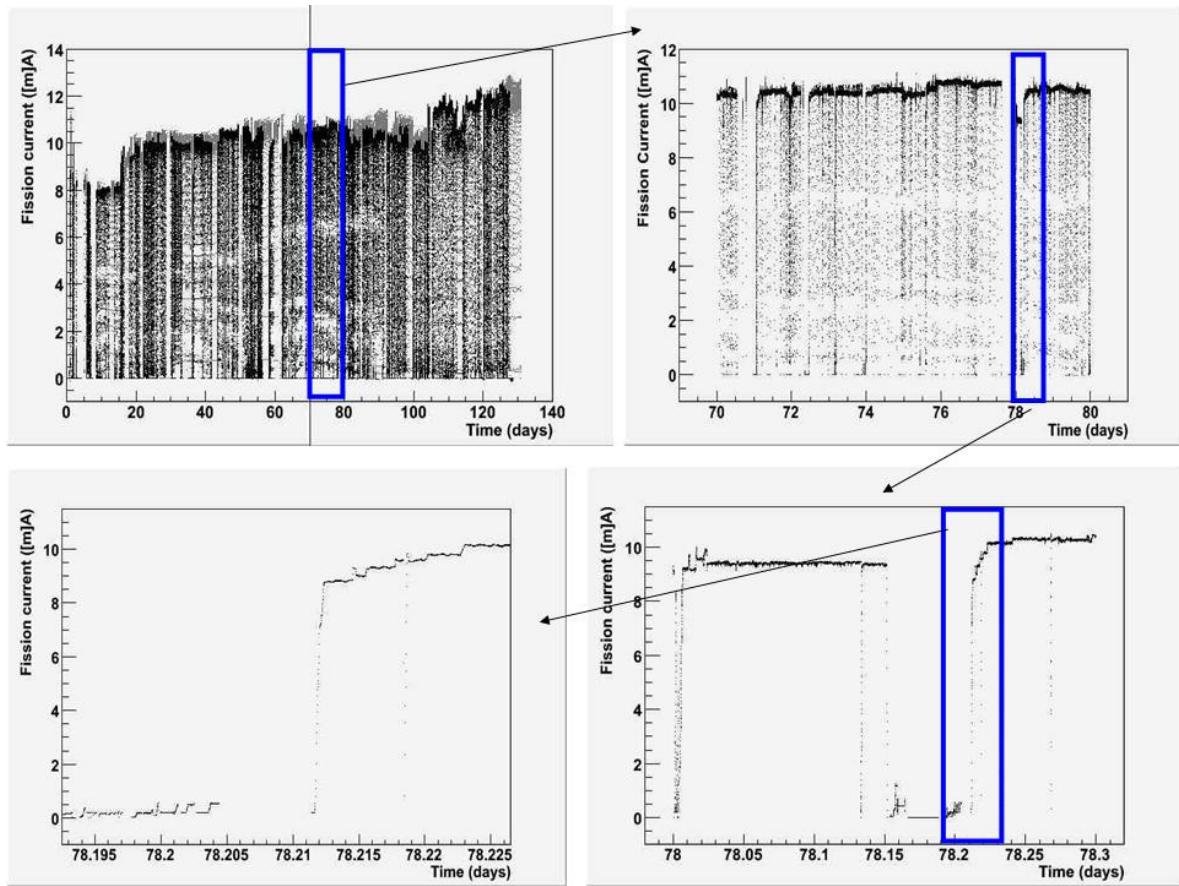 Fission current ([m]A)
14
12
10
8
6
4
2
0
0 20 40 60 80 100 120 140
Time (days)
Fission Current ([m]A)
12
10
8
6
4
2
0
70 72 74 76 78 80
Time (days)
Fission current ([m]A)
10
8
6
4
2
0
78.195 78.2 78.205 78.21 78.215 78.22 78.225
Time (days)
Fission current ([m]A)
10
8
6
4
2
0
78 78.05 78.1 78.15 78.2 78.25 78.3
Time (days)